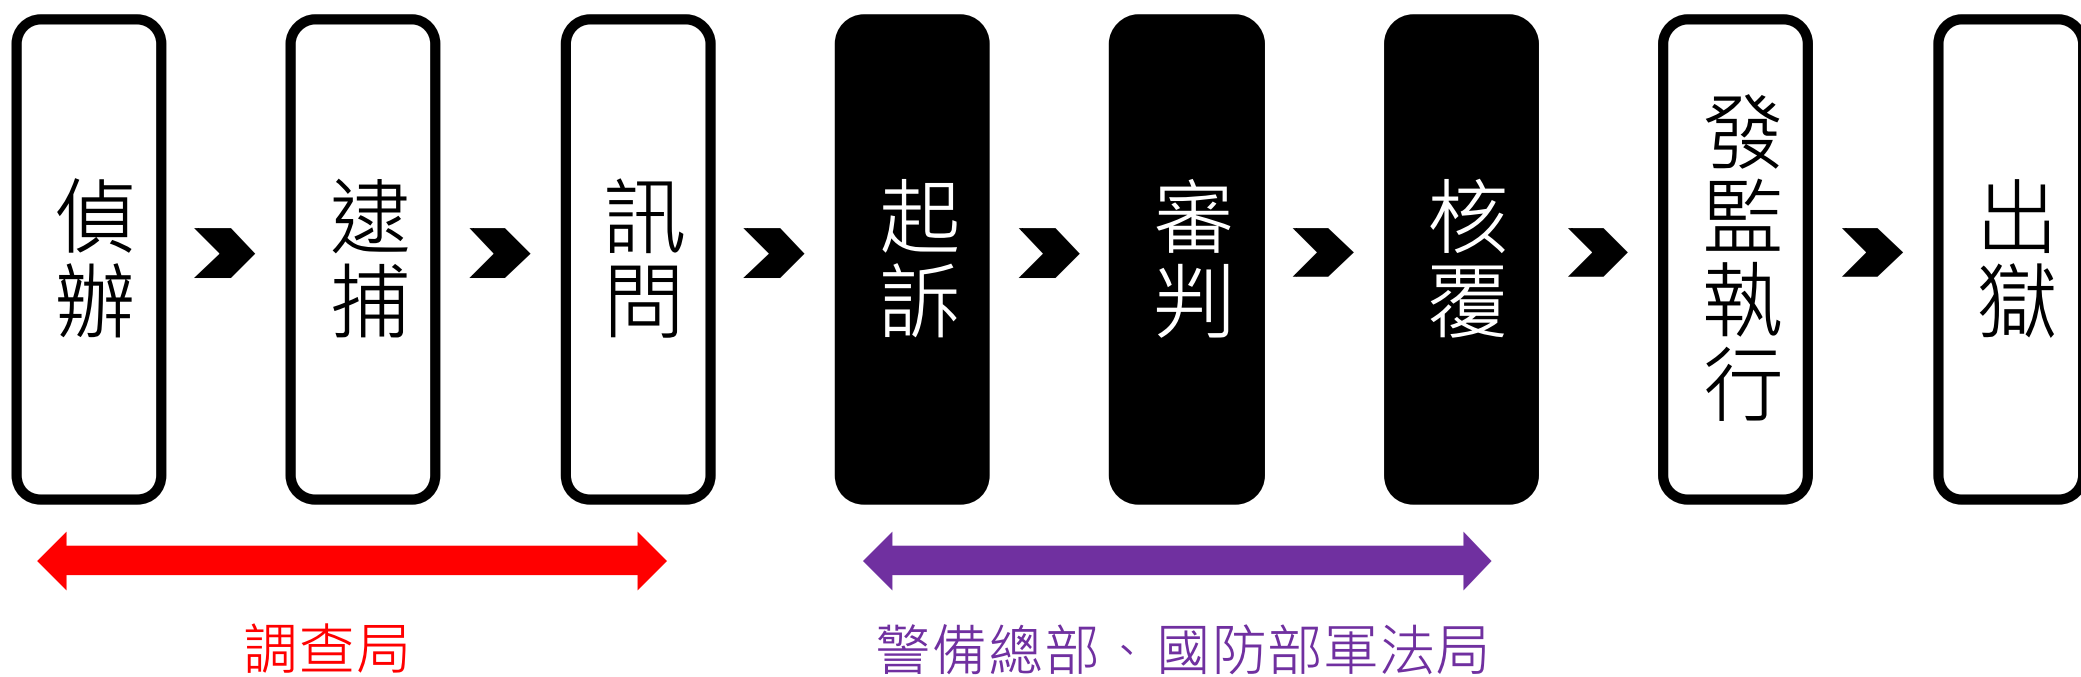 偵辦
逮捕
訊問
起訴
審判
核覆
發監執行
出獄
調查局
警備總部、國防部軍法局